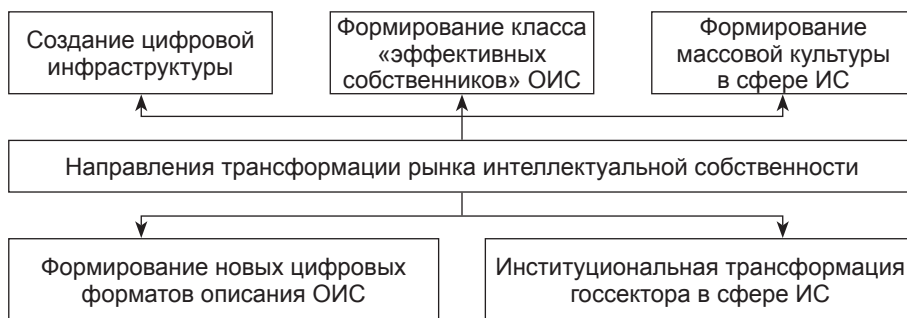 Создание цифровой
инфраструктуры
Формирование класса
«эффективных
собственников» ОИС
Формирование
массовой культуры
в сфере ИС
Направления трансформации рынка интеллектуальной собственности
Формирование новых цифровых
форматов описания ОИС
Институциональная трансформация
госсектора в сфере ИС